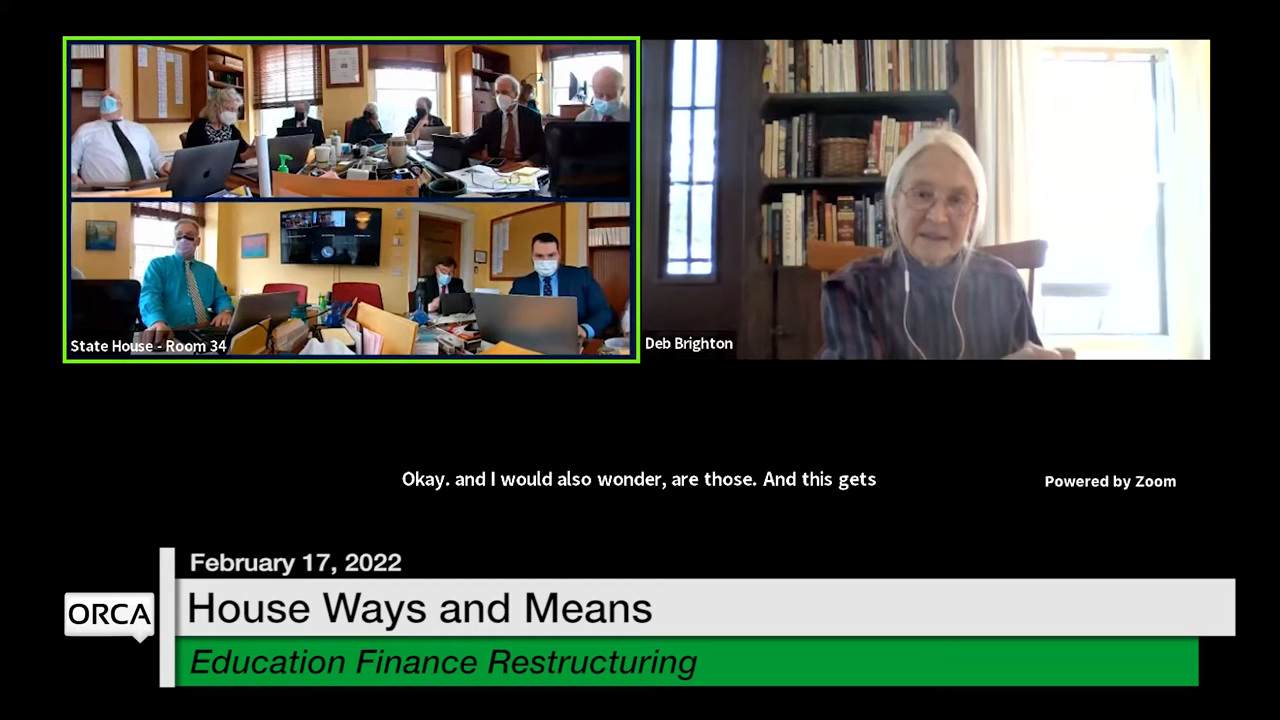 State House - Room 34
Deb Brighton
Okay. and I would also wonder, are those. And this gets
Powered by Zoom
February 17, 2022
ORCA
House Ways and Means
Education Finance Restructuring